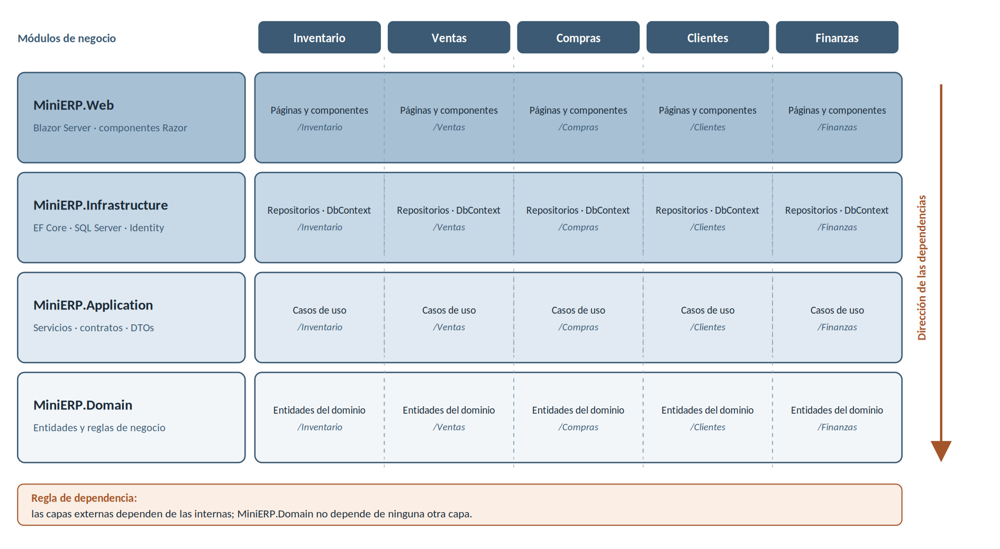 Módulos de negocio
Inventario
Ventas
Compras
Clientes
Finanzas
MiniERP.Web
Blazor Server · componentes Razor
Páginas y componentes
/Inventario
Páginas y componentes
/Ventas
Páginas y componentes
/Compras
Páginas y componentes
/Clientes
Páginas y componentes
/Finanzas
MiniERP.Infrastructure
EF Core · SQL Server · Identity
Repositorios · DbContext
/Inventario
Repositorios · DbContext
/Ventas
Repositorios · DbContext
/Compras
Repositorios · DbContext
/Clientes
Repositorios · DbContext
/Finanzas
MiniERP.Application
Servicios · contratos · DTOs
Casos de uso
/Inventario
Casos de uso
/Ventas
Casos de uso
/Compras
Casos de uso
/Clientes
Casos de uso
/Finanzas
MiniERP.Domain
Entidades y reglas de negocio
Entidades del dominio
/Inventario
Entidades del dominio
/Ventas
Entidades del dominio
/Compras
Entidades del dominio
/Clientes
Entidades del dominio
/Finanzas
Dirección de las dependencias
Regla de dependencia:
las capas externas dependen de las internas; MiniERP.Domain no depende de ninguna otra capa.